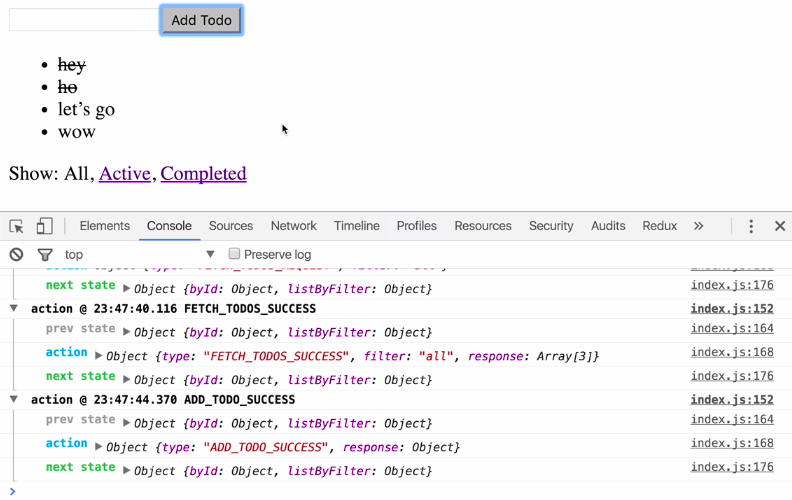 Add Todo
hey
ho
let's go
wow
Show: All, Active, Completed
Elements Console Sources Network Timeline Profiles Resources Security Audits Redux »
top Preserve log
next state Object {byId: Object, listByFilter: Object} index.js:176
action @ 23:47:40.116 FETCH_TODOS_SUCCESS index.js:152
prev state Object {byId: Object, listByFilter: Object} index.js:164
action Object {type: "FETCH_TODOS_SUCCESS", filter: "all", response: Array[3]} index.js:168
next state Object {byId: Object, listByFilter: Object} index.js:176
action @ 23:47:44.370 ADD_TODO_SUCCESS index.js:152
prev state Object {byId: Object, listByFilter: Object} index.js:164
action Object {type: "ADD_TODO_SUCCESS", response: Object} index.js:168
next state Object {byId: Object, listByFilter: Object} index.js:176